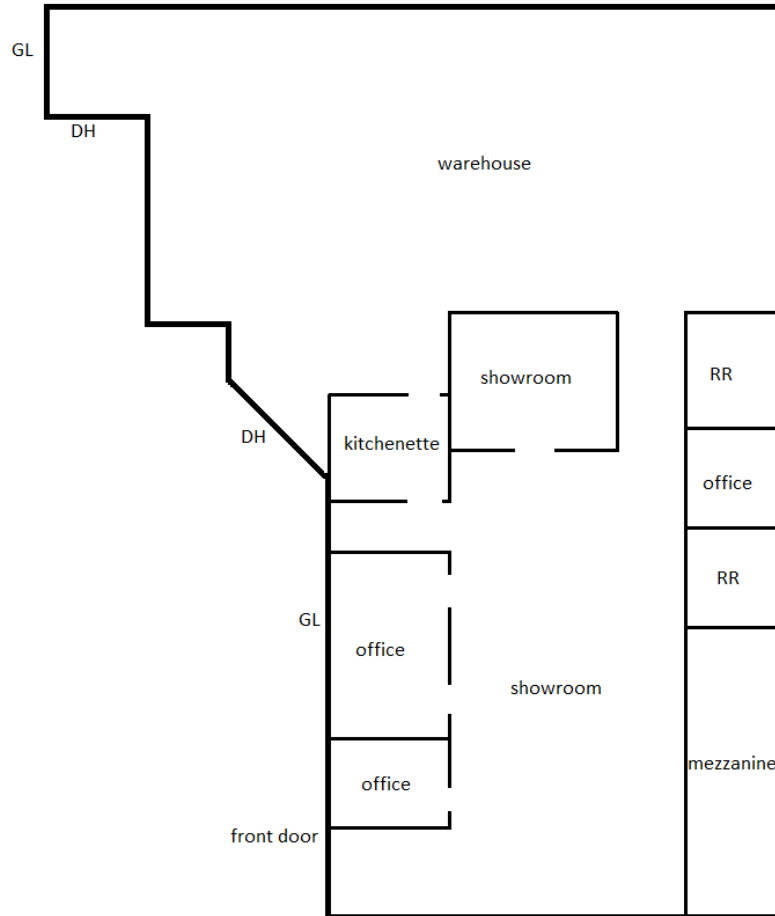 GL
DH
warehouse
showroom
RR
DH
kitchenette
office
RR
GL
office
showroom
mezzanine
office
front door